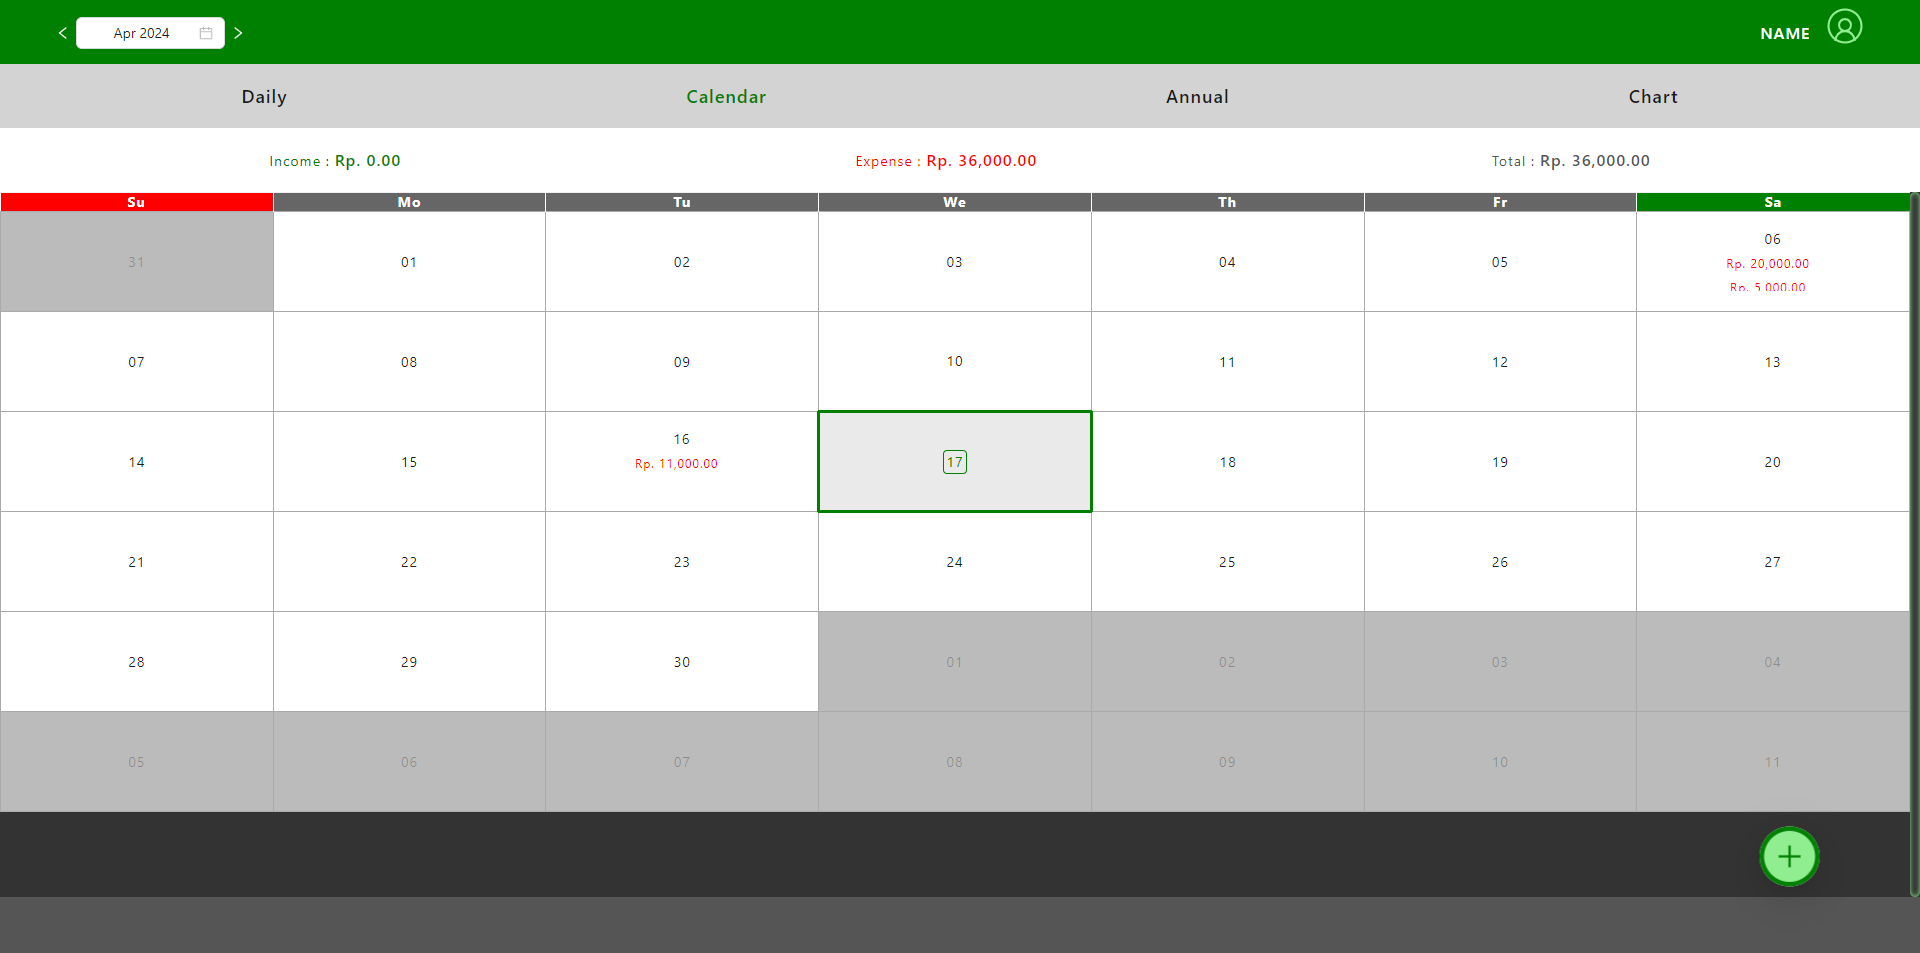 Apr 2024
NAME
Daily Calendar Annual Chart
Income : Rp. 0.00 Expense : Rp. 36,000.00 Total : Rp. 36,000.00
Su Mo Tu We Th Fr Sa
31 01 02 03 04 05 06
Rp. 20,000.00
Rp. 5,000.00
07 08 09 10 11 12 13
14 15 16 17 18 19 20
Rp. 11,000.00
21 22 23 24 25 26 27
28 29 30 01 02 03 04
05 06 07 08 09 10 11